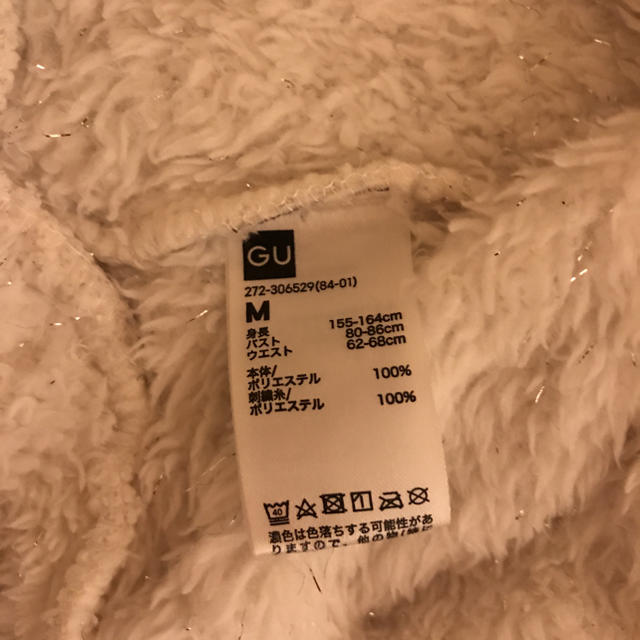 GU
272-306529(84-01)
M
身長 155-164cm
バスト 80-86cm
ウエスト 62-68cm
本体/
ポリエステル 100%
刺繍糸/
ポリエステル 100%
40
濃色は色落ちする可能性があ
りますので、他の物(特に